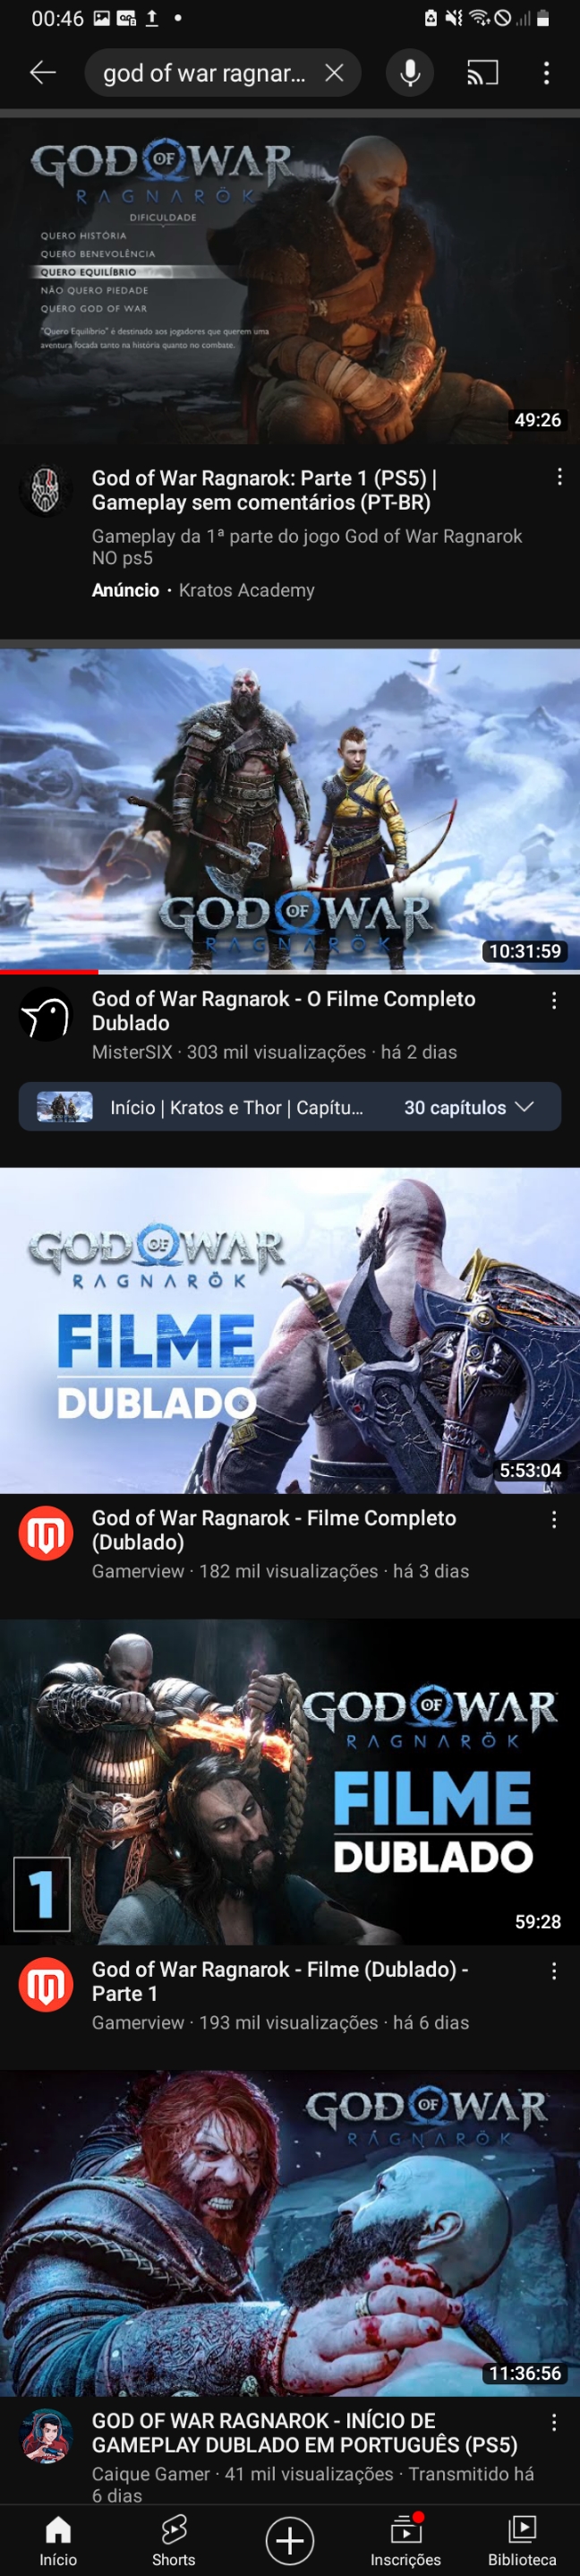 00:46
god of war ragnar...
GOD OF WAR
RAGNARÖK
DIFICULDADE
QUERO HISTÓRIA
QUERO BENEVOLÊNCIA
QUERO EQUILÍBRIO
NÃO QUERO PIEDADE
QUERO GOD OF WAR
"Quero Equilíbrio" é destinado aos jogadores que querem uma
aventura focada tanto na história quanto no combate.
49:26
God of War Ragnarok: Parte 1 (PS5) |
Gameplay sem comentários (PT-BR)
Gameplay da 1ª parte do jogo God of War Ragnarok
NO ps5
Anúncio · Kratos Academy
GOD OF WAR
RAGNARÖK
10:31:59
God of War Ragnarok - O Filme Completo
Dublado
MisterSIX · 303 mil visualizações · há 2 dias
Início | Kratos e Thor | Capítu... 30 capítulos
GOD OF WAR
RAGNARÖK
FILME
DUBLADO
5:53:04
God of War Ragnarok - Filme Completo
(Dublado)
Gamerview · 182 mil visualizações · há 3 dias
GOD OF WAR
RAGNARÖK
FILME
DUBLADO
1
59:28
God of War Ragnarok - Filme (Dublado) -
Parte 1
Gamerview · 193 mil visualizações · há 6 dias
GOD OF WAR
RAGNARÖK
11:36:56
GOD OF WAR RAGNAROK - INÍCIO DE
GAMEPLAY DUBLADO EM PORTUGUÊS (PS5)
Caique Gamer · 41 mil visualizações · Transmitido há
6 dias
Início Shorts Inscrições Biblioteca